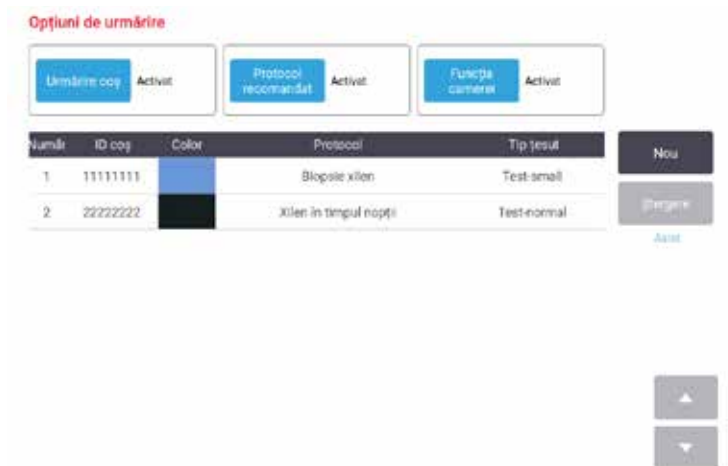 Opțiuni de urmărire
Urmărire coș Activat
Protocol recomandat Activat
Funcția camerei Activat
Număr ID coș Color Protocol Tip țesut
1 11111111 Biopsie xilen Test-small
2 22222222 Xilen în timpul nopții Test-normal
Nou
Ștergere